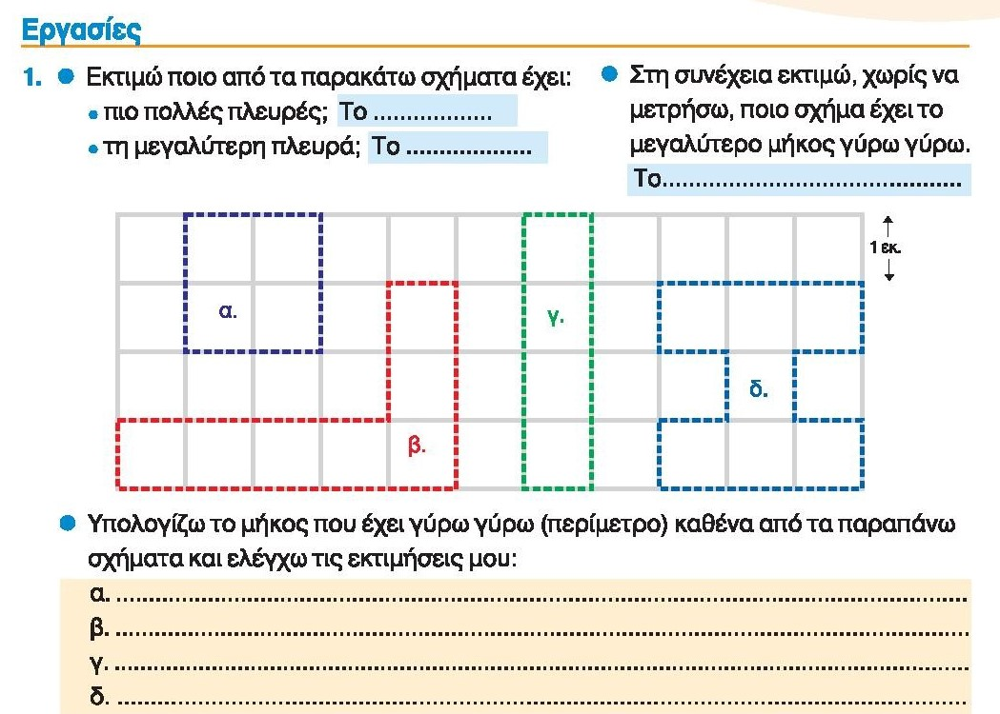 Εργασίες
1. ● Εκτιμώ ποιο από τα παρακάτω σχήματα έχει:
• πιο πολλές πλευρές; Το ..................
• τη μεγαλύτερη πλευρά; Το ...................
● Στη συνέχεια εκτιμώ, χωρίς να
μετρήσω, ποιο σχήμα έχει το
μεγαλύτερο μήκος γύρω γύρω.
Το.............................................
1 εκ.
α.
γ.
δ.
β.
● Υπολογίζω το μήκος που έχει γύρω γύρω (περίμετρο) καθένα από τα παραπάνω
σχήματα και ελέγχω τις εκτιμήσεις μου:
α. ..............................................................................................................................
β. ..............................................................................................................................
γ. ..............................................................................................................................
δ. ..............................................................................................................................